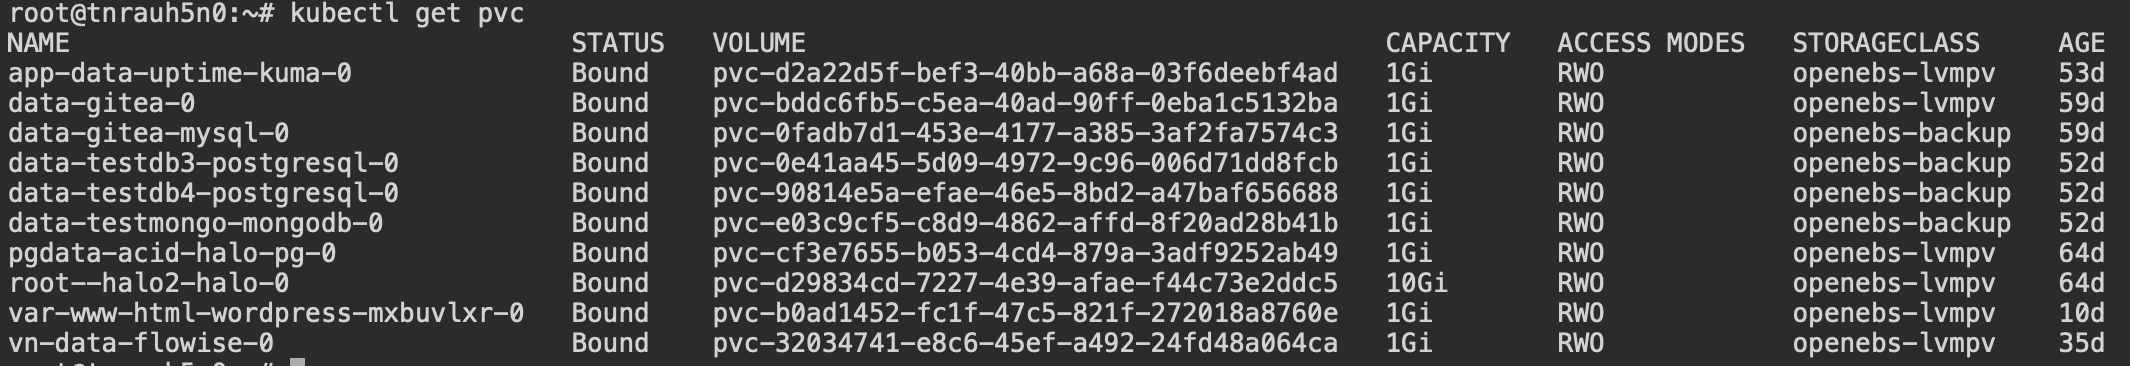 root@tnrauh5n0:~# kubectl get pvc
NAME STATUS VOLUME CAPACITY ACCESS MODES STORAGECLASS AGE
app-data-uptime-kuma-0 Bound pvc-d2a22d5f-bef3-40bb-a68a-03f6deebf4ad 1Gi RWO openebs-lvmpv 53d
data-gitea-0 Bound pvc-bddc6fb5-c5ea-40ad-90ff-0eba1c5132ba 1Gi RWO openebs-lvmpv 59d
data-gitea-mysql-0 Bound pvc-0fadb7d1-453e-4177-a385-3af2fa7574c3 1Gi RWO openebs-backup 59d
data-testdb3-postgresql-0 Bound pvc-0e41aa45-5d09-4972-9c96-006d71dd8fcb 1Gi RWO openebs-backup 52d
data-testdb4-postgresql-0 Bound pvc-90814e5a-efae-46e5-8bd2-a47baf656688 1Gi RWO openebs-backup 52d
data-testmongo-mongodb-0 Bound pvc-e03c9cf5-c8d9-4862-affd-8f20ad28b41b 1Gi RWO openebs-backup 52d
pgdata-acid-halo-pg-0 Bound pvc-cf3e7655-b053-4cd4-879a-3adf9252ab49 1Gi RWO openebs-lvmpv 64d
root--halo2-halo-0 Bound pvc-d29834cd-7227-4e39-afae-f44c73e2ddc5 10Gi RWO openebs-lvmpv 64d
var-www-html-wordpress-mxbuvlxr-0 Bound pvc-b0ad1452-fc1f-47c5-821f-272018a8760e 1Gi RWO openebs-lvmpv 10d
vn-data-flowise-0 Bound pvc-32034741-e8c6-45ef-a492-24fd48a064ca 1Gi RWO openebs-lvmpv 35d